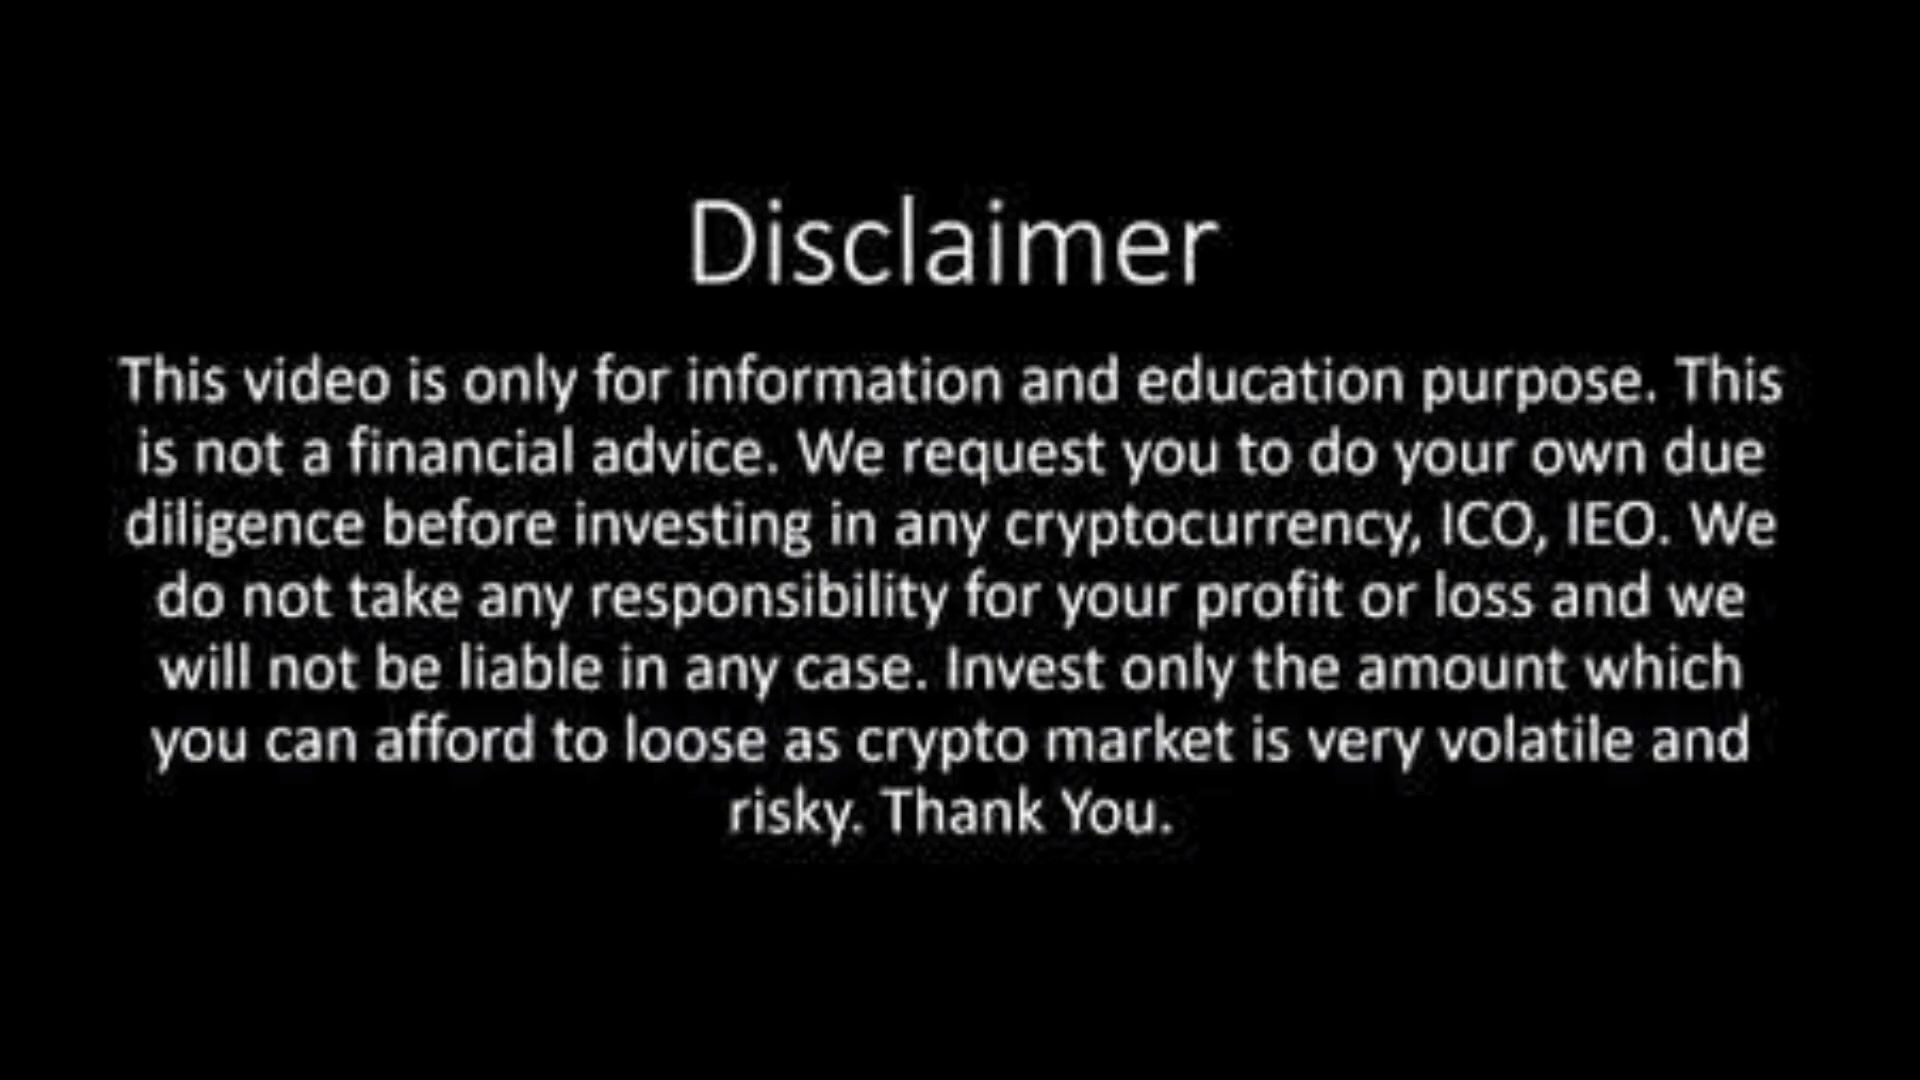 Disclaimer
This video is only for information and education purpose. This
is not a financial advice. We request you to do your own due
diligence before investing in any cryptocurrency, ICO, IEO. We
do not take any responsibility for your profit or loss and we
will not be liable in any case. Invest only the amount which
you can afford to loose as crypto market is very volatile and
risky. Thank You.